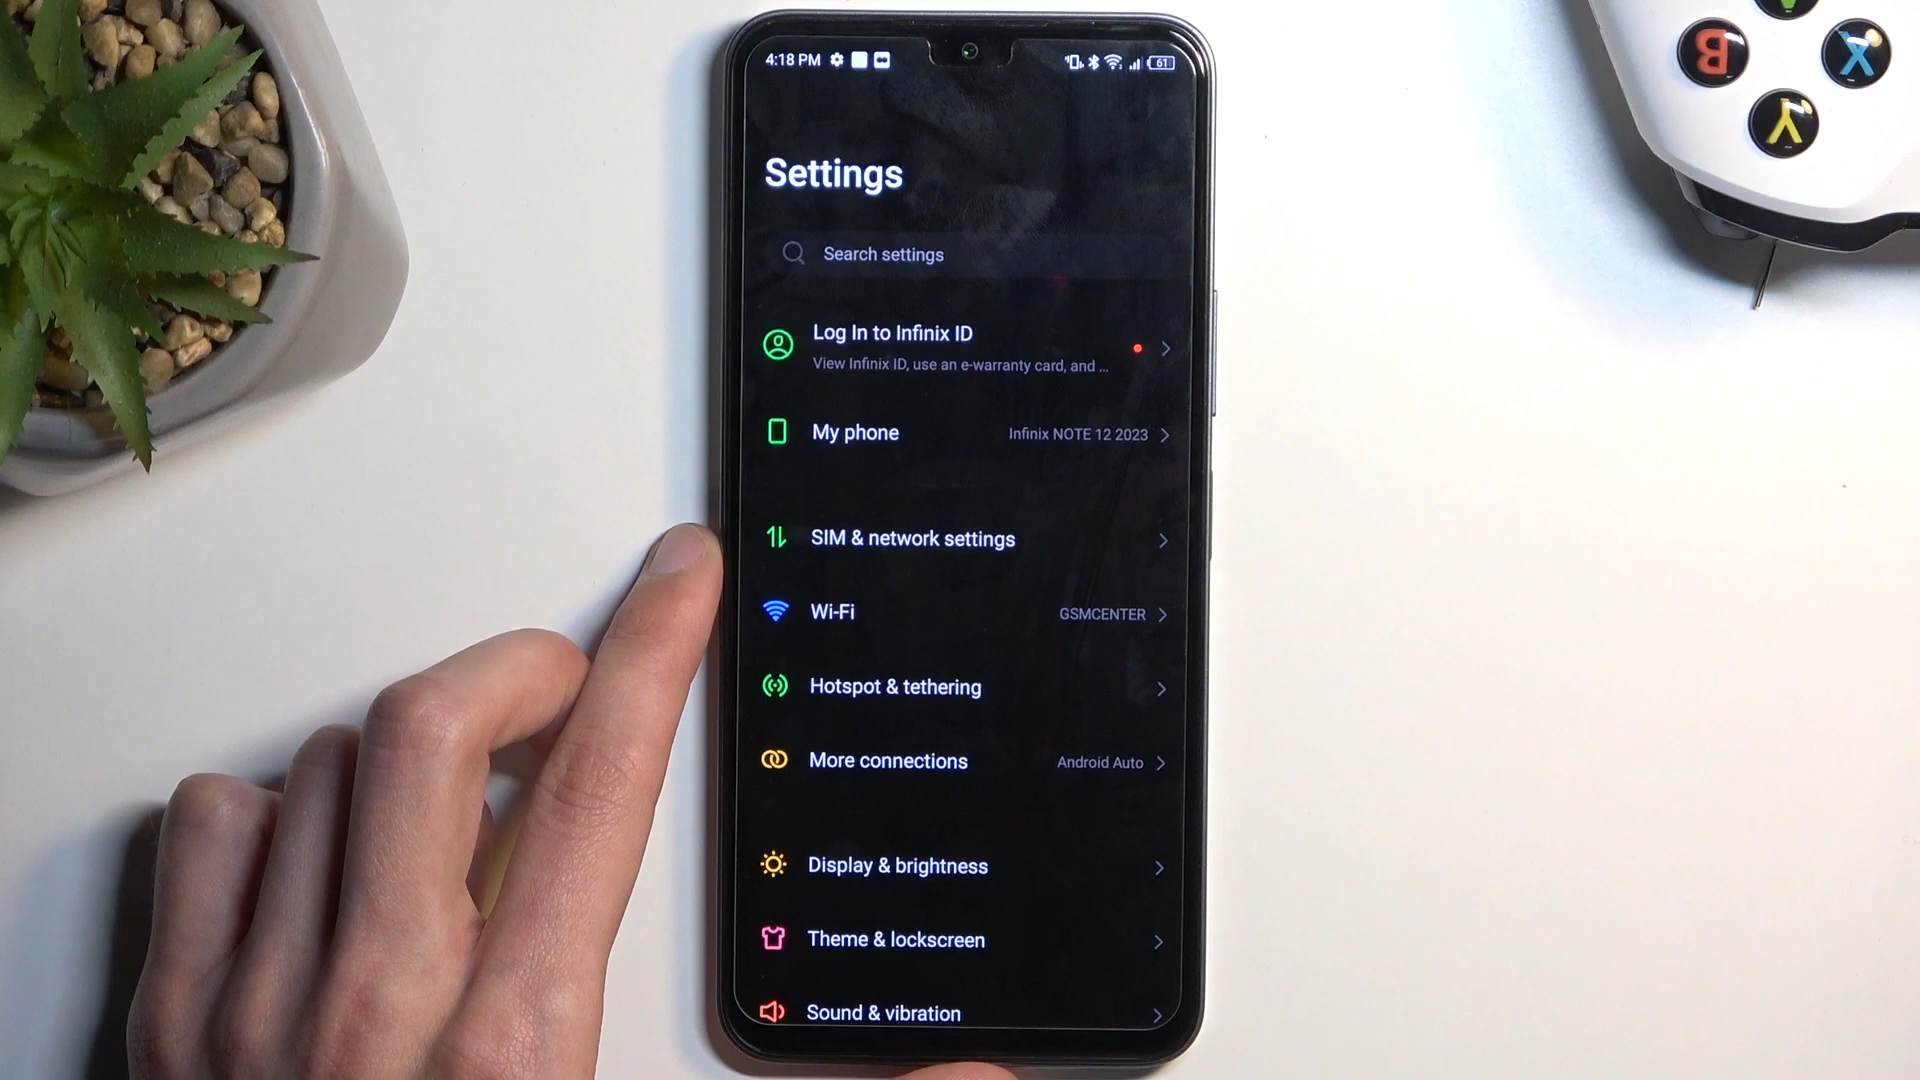 4:18 PM
61
Settings
Search settings
Log In to Infinix ID
View Infinix ID, use an e-warranty card, and ...
My phone
Infinix NOTE 12 2023
SIM & network settings
Wi-Fi
GSMCENTER
Hotspot & tethering
More connections
Android Auto
Display & brightness
Theme & lockscreen
Sound & vibration
B
X
Y